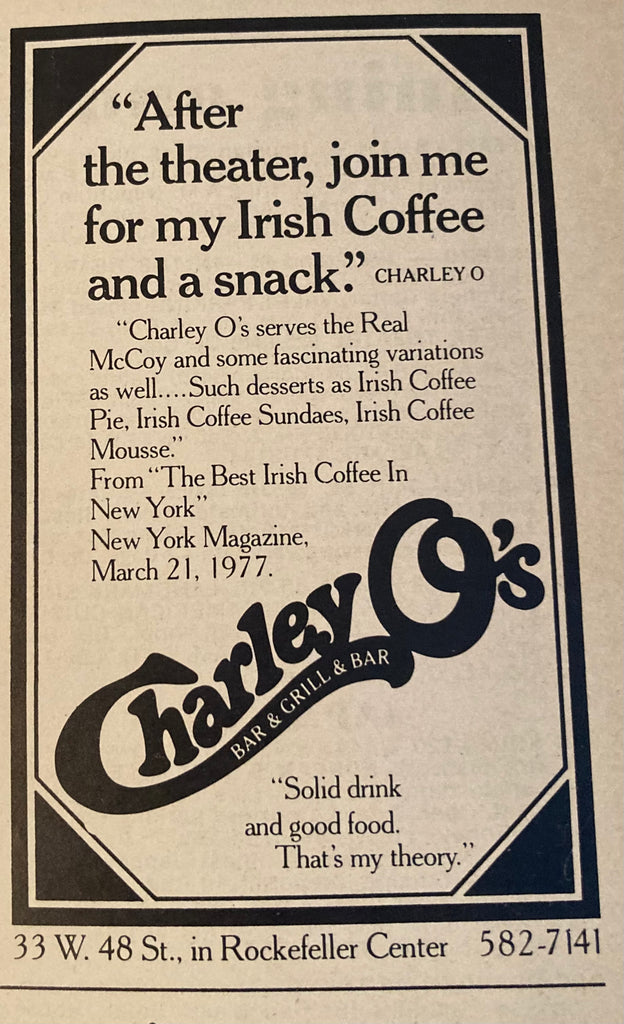 “After
the theater, join me
for my Irish Coffee
and a snack.” CHARLEY O
“Charley O's serves the Real
McCoy and some fascinating variations
as well....Such desserts as Irish Coffee
Pie, Irish Coffee Sundaes, Irish Coffee
Mousse.”
From “The Best Irish Coffee In
New York”
New York Magazine,
March 21, 1977.
Charley O's
BAR & GRILL & BAR
“Solid drink
and good food.
That's my theory.”
33 W. 48 St., in Rockefeller Center 582-7141